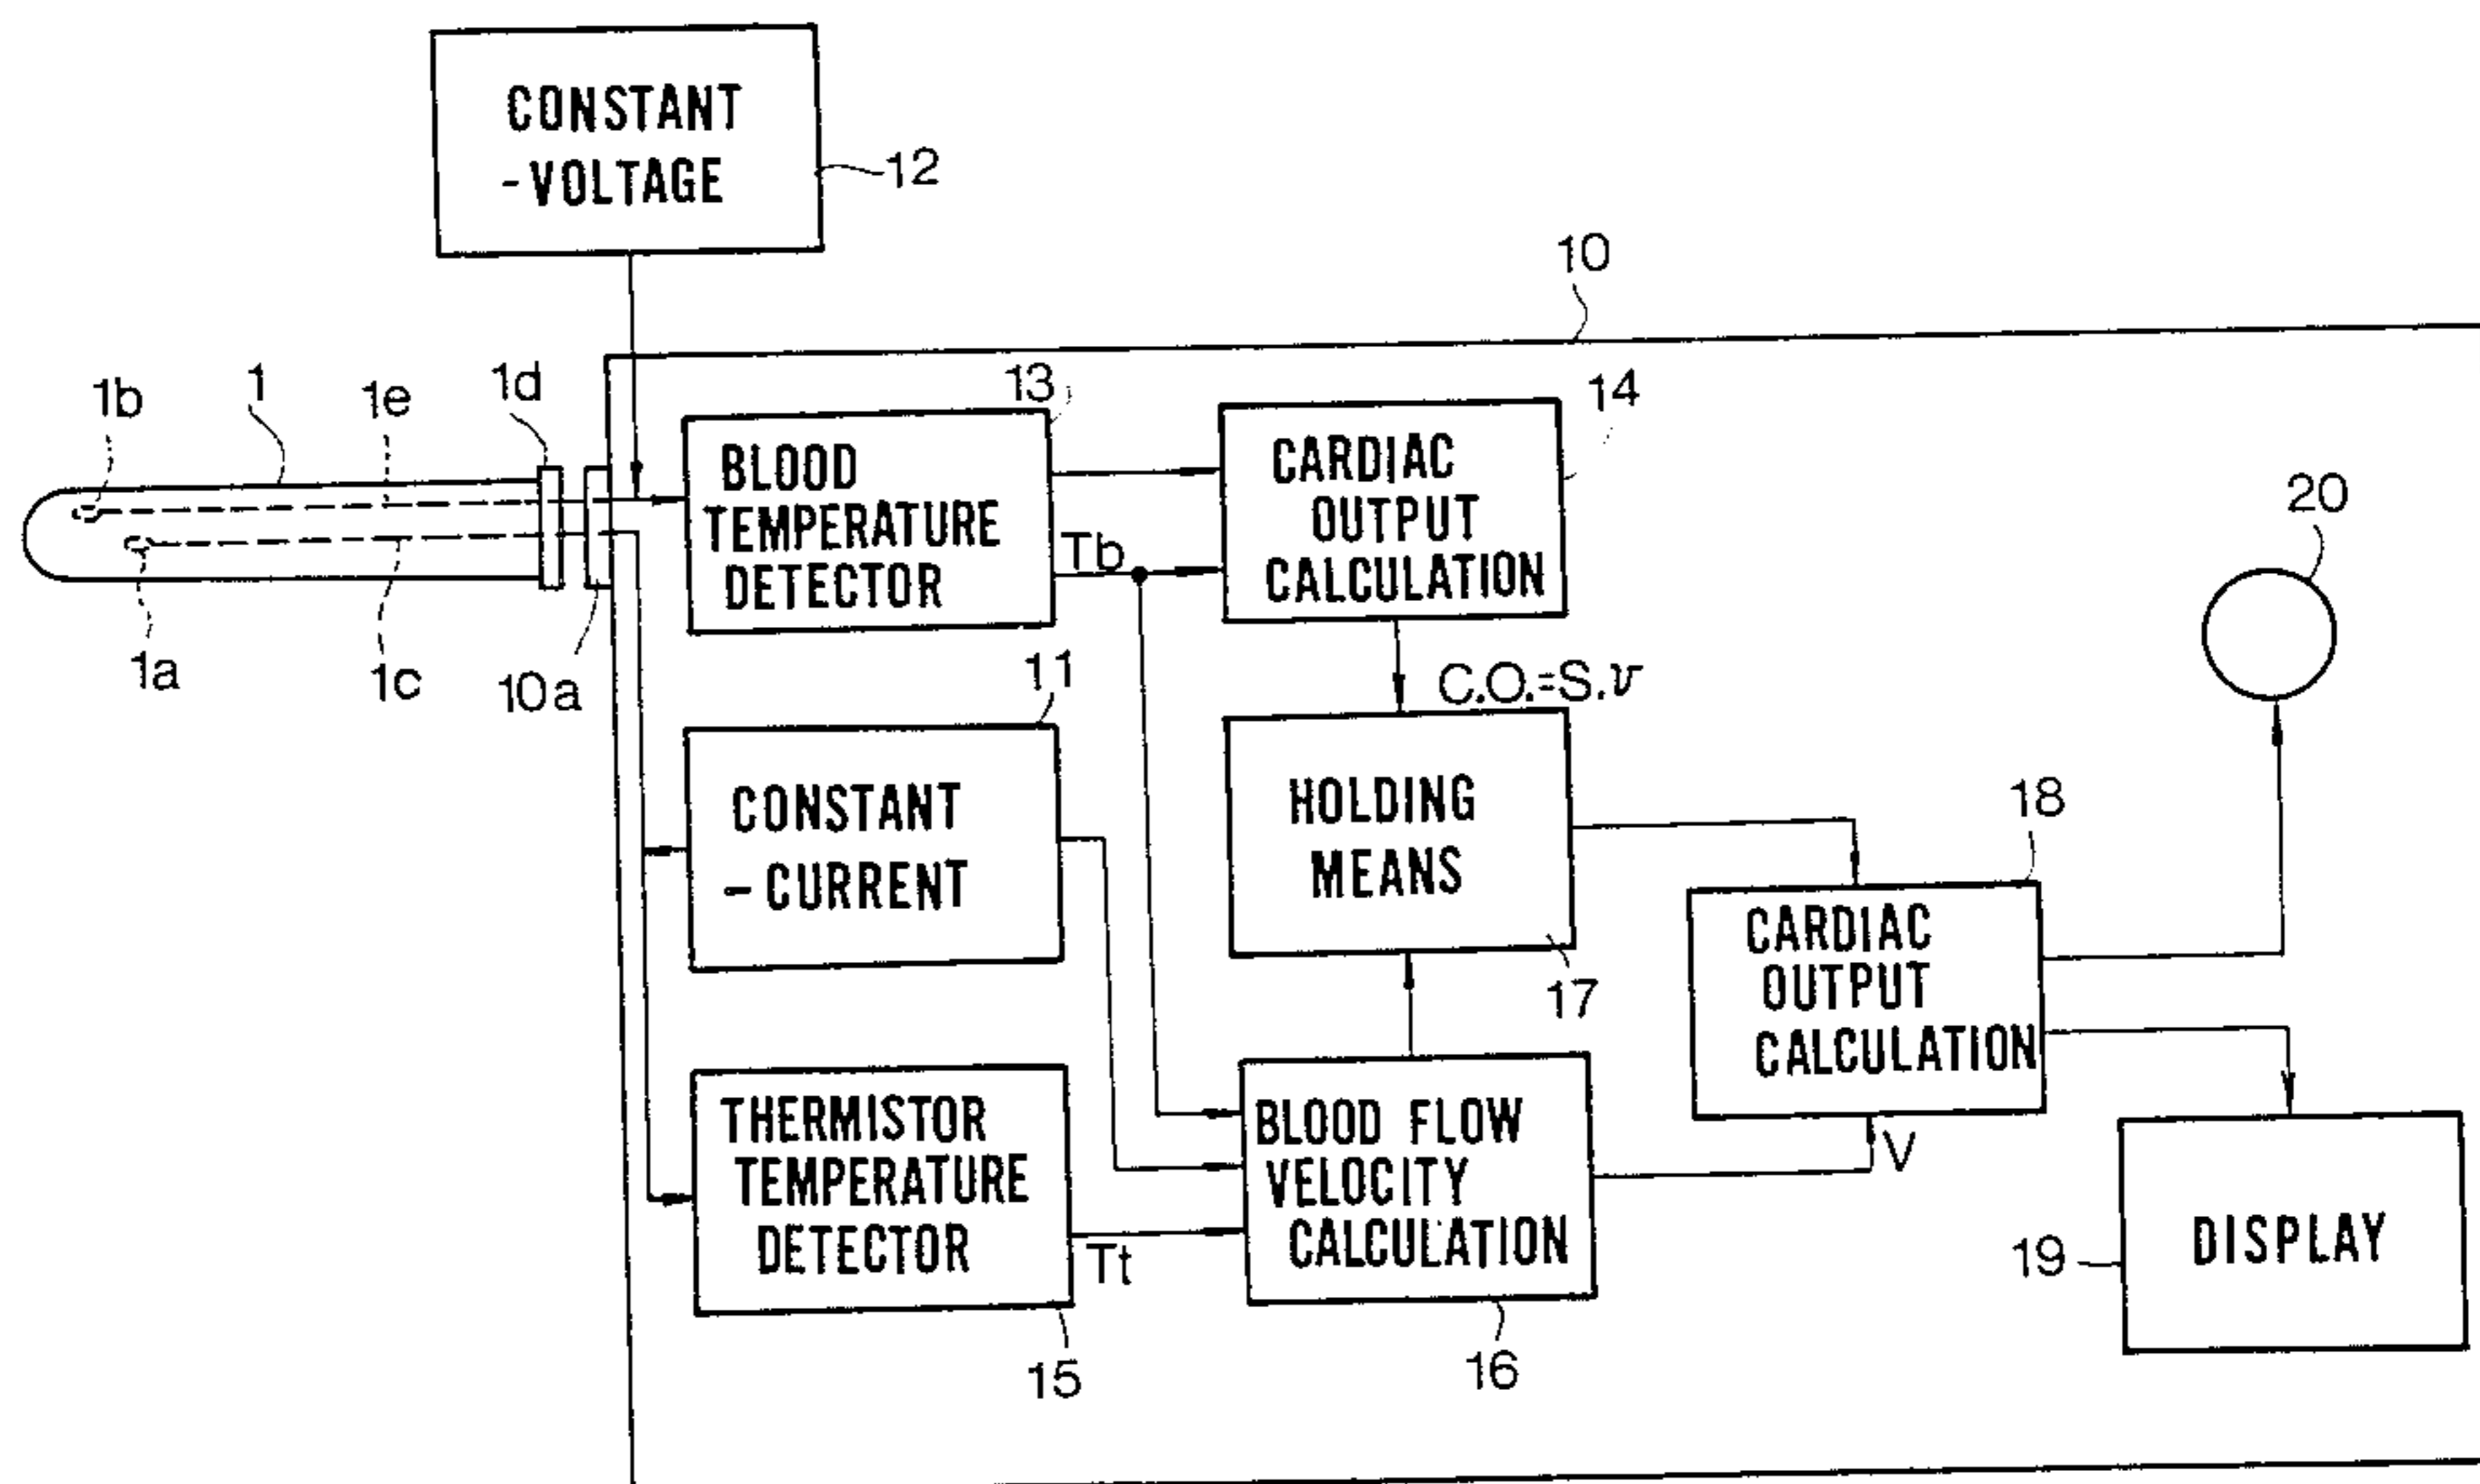 CONSTANT
-VOLTAGE
12
10
1b
1
1e
1d
13
14
BLOOD
TEMPERATURE
DETECTOR
CARDIAC
OUTPUT
CALCULATION
20
Tb
1a
1c
10a
11
C.O.=S.v
CONSTANT
-CURRENT
HOLDING
MEANS
18
CARDIAC
OUTPUT
CALCULATION
17
THERMISTOR
TEMPERATURE
DETECTOR
BLOOD FLOW
VELOCITY
CALCULATION
V
Tt
19
DISPLAY
15
16